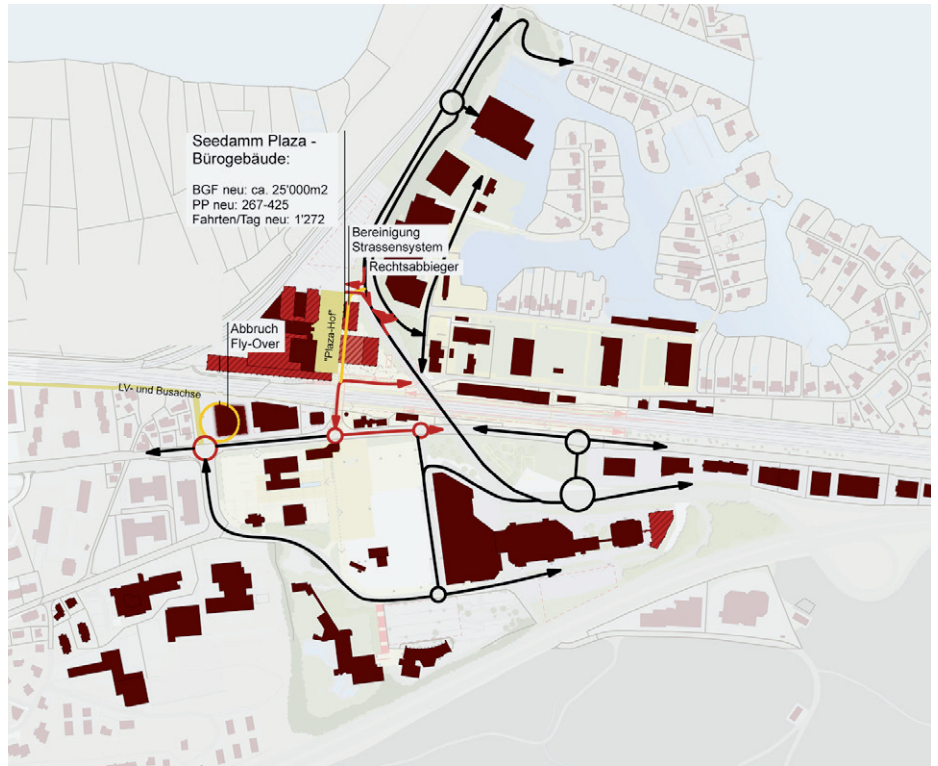 Seedamm Plaza -
Bürogebäude:
BGF neu: ca. 25'000m2
PP neu: 267-425
Fahrten/Tag neu: 1'272
Bereinigung
Strassensystem
Rechtsabbieger
"Plaza-Hof"
Abbruch
Fly-Over
LV- und Busachse